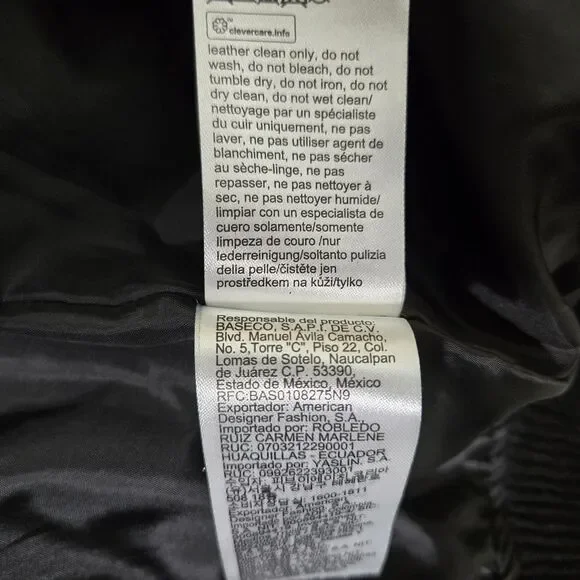 clevercare.info
leather clean only, do not
wash, do not bleach, do not
tumble dry, do not iron, do not
dry clean, do not wet clean/
nettoyage par un spécialiste
du cuir uniquement, ne pas
laver, ne pas utiliser agent de
blanchiment, ne pas sécher
au sèche-linge, ne pas
repasser, ne pas nettoyer à
sec, ne pas nettoyer humide/
limpiar con un especialista de
cuero solamente/somente
limpeza de couro /nur
lederreinigung/soltanto pulizia
della pelle/čistěte jen
prostředkem na kůži/tylko
Responsable del producto:
BASECO, S.A.P.I. DE C.V.
Blvd. Manuel Ávila Camacho,
No. 5,Torre "C", Piso 22, Col.
Lomas de Sotelo, Naucalpan
de Juárez C.P. 53390,
Estado de México, México
RFC:BAS0108275N9
Exportador: American
Designer Fashion, S.A.
Importado por: ROBLEDO
RUIZ CARMEN MARLENE
RUC: 0703212290001
HUAQUILLAS - ECUADOR
Importado por: YASLIN, S.A.
RUC: 0992622393001
1600-1811